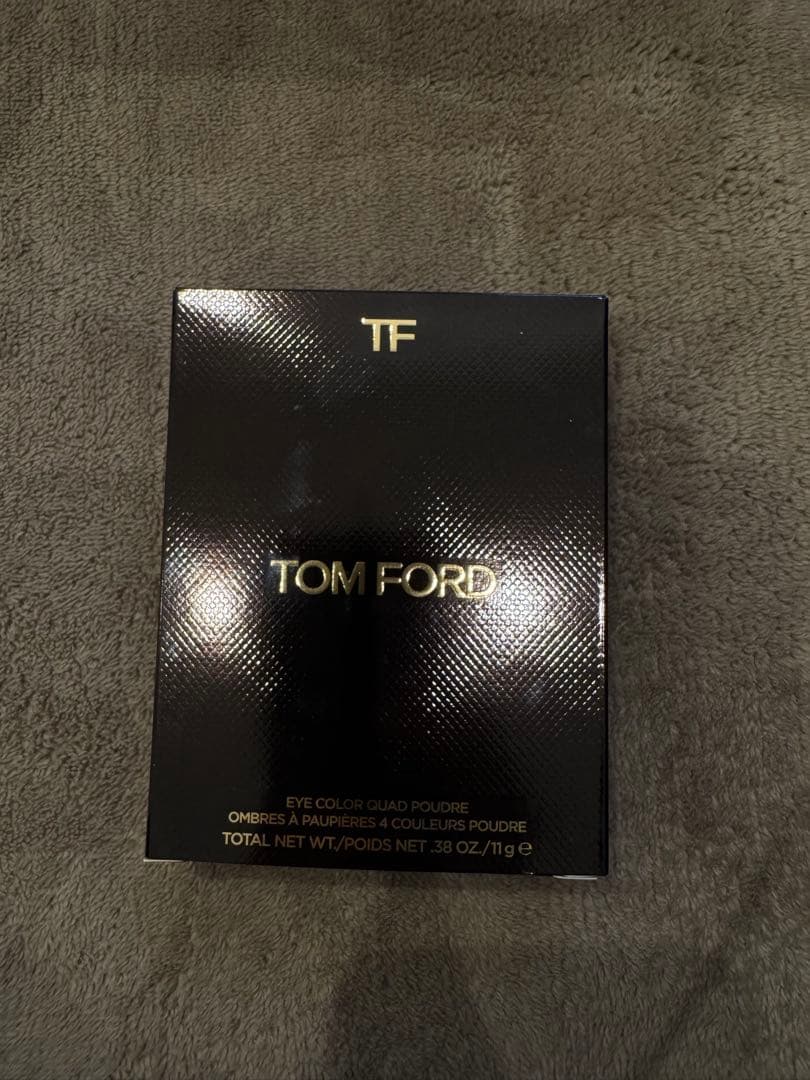 TF
TOM FORD
EYE COLOR QUAD POUDRE
OMBRES À PAUPIÈRES 4 COULEURS POUDRE
TOTAL NET WT./POIDS NET .38 OZ./11 g ℮